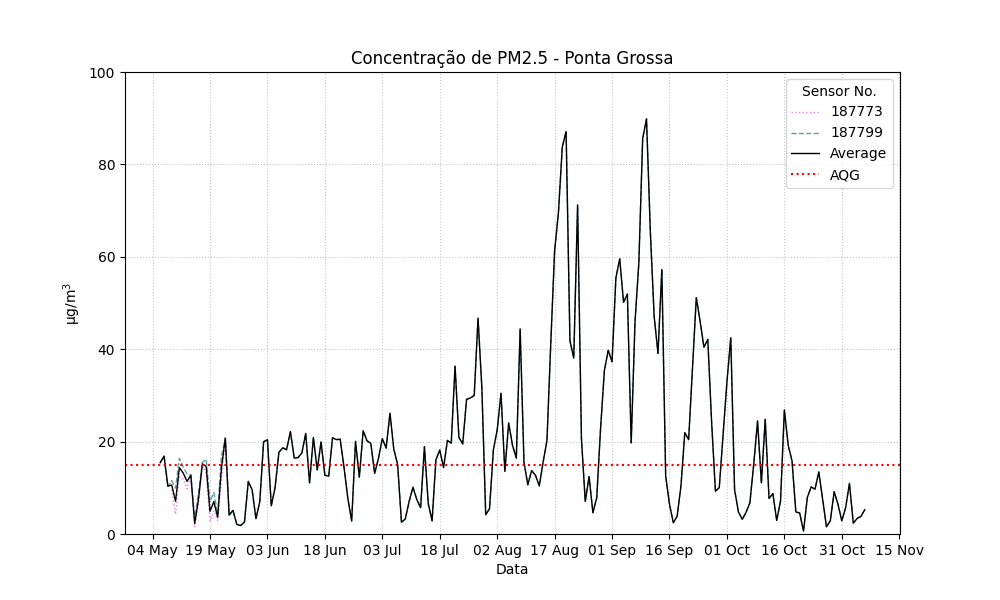 Concentração de PM2.5 - Ponta Grossa
100
80
60
40
20
0
µg/m³
Sensor No.
187773
187799
Average
AQG
04 May 19 May 03 Jun 18 Jun 03 Jul 18 Jul 02 Aug 17 Aug 01 Sep 16 Sep 01 Oct 16 Oct 31 Oct 15 Nov
Data